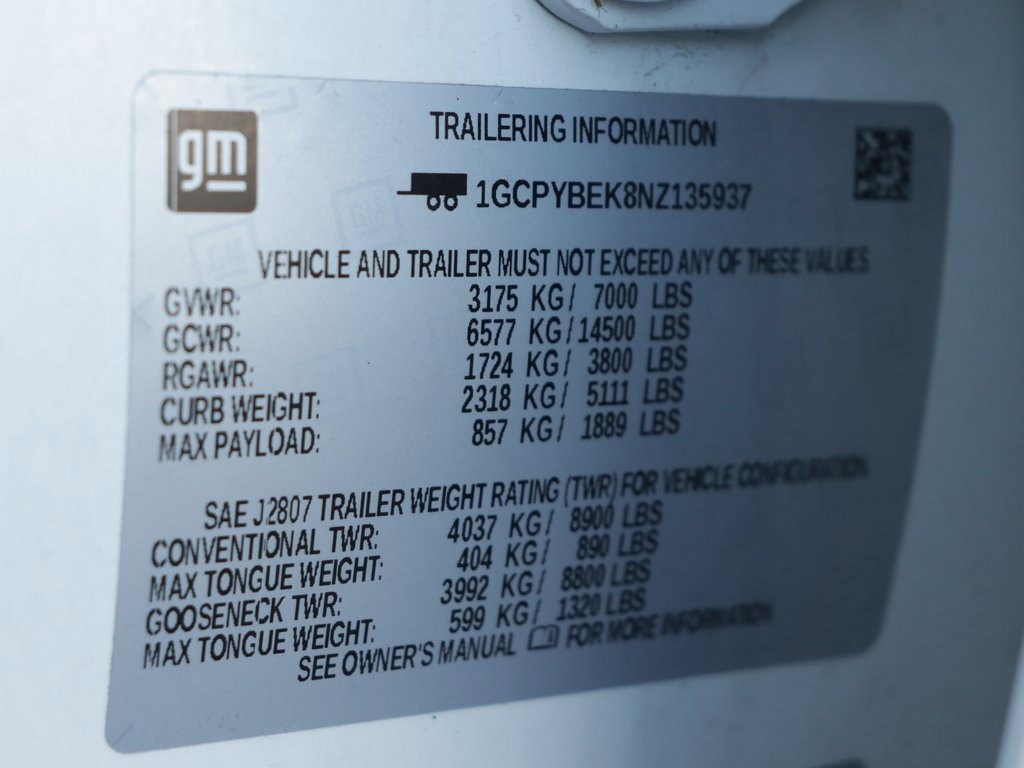 gm
TRAILERING INFORMATION
1GCPYBEK8NZ135937
VEHICLE AND TRAILER MUST NOT EXCEED ANY OF THESE VALUES.
GVWR: 3175 KG/ 7000 LBS
GCWR: 6577 KG/14500 LBS
RGAWR: 1724 KG/ 3800 LBS
CURB WEIGHT: 2318 KG/ 5111 LBS
MAX PAYLOAD: 857 KG/ 1889 LBS
SAE J2807 TRAILER WEIGHT RATING (TWR) FOR VEHICLE CONFIGURATION
CONVENTIONAL TWR: 4037 KG/ 8900 LBS
MAX TONGUE WEIGHT: 404 KG/ 890 LBS
GOOSENECK TWR: 3992 KG/ 8800 LBS
MAX TONGUE WEIGHT: 599 KG/ 1320 LBS
SEE OWNER'S MANUAL FOR MORE INFORMATION